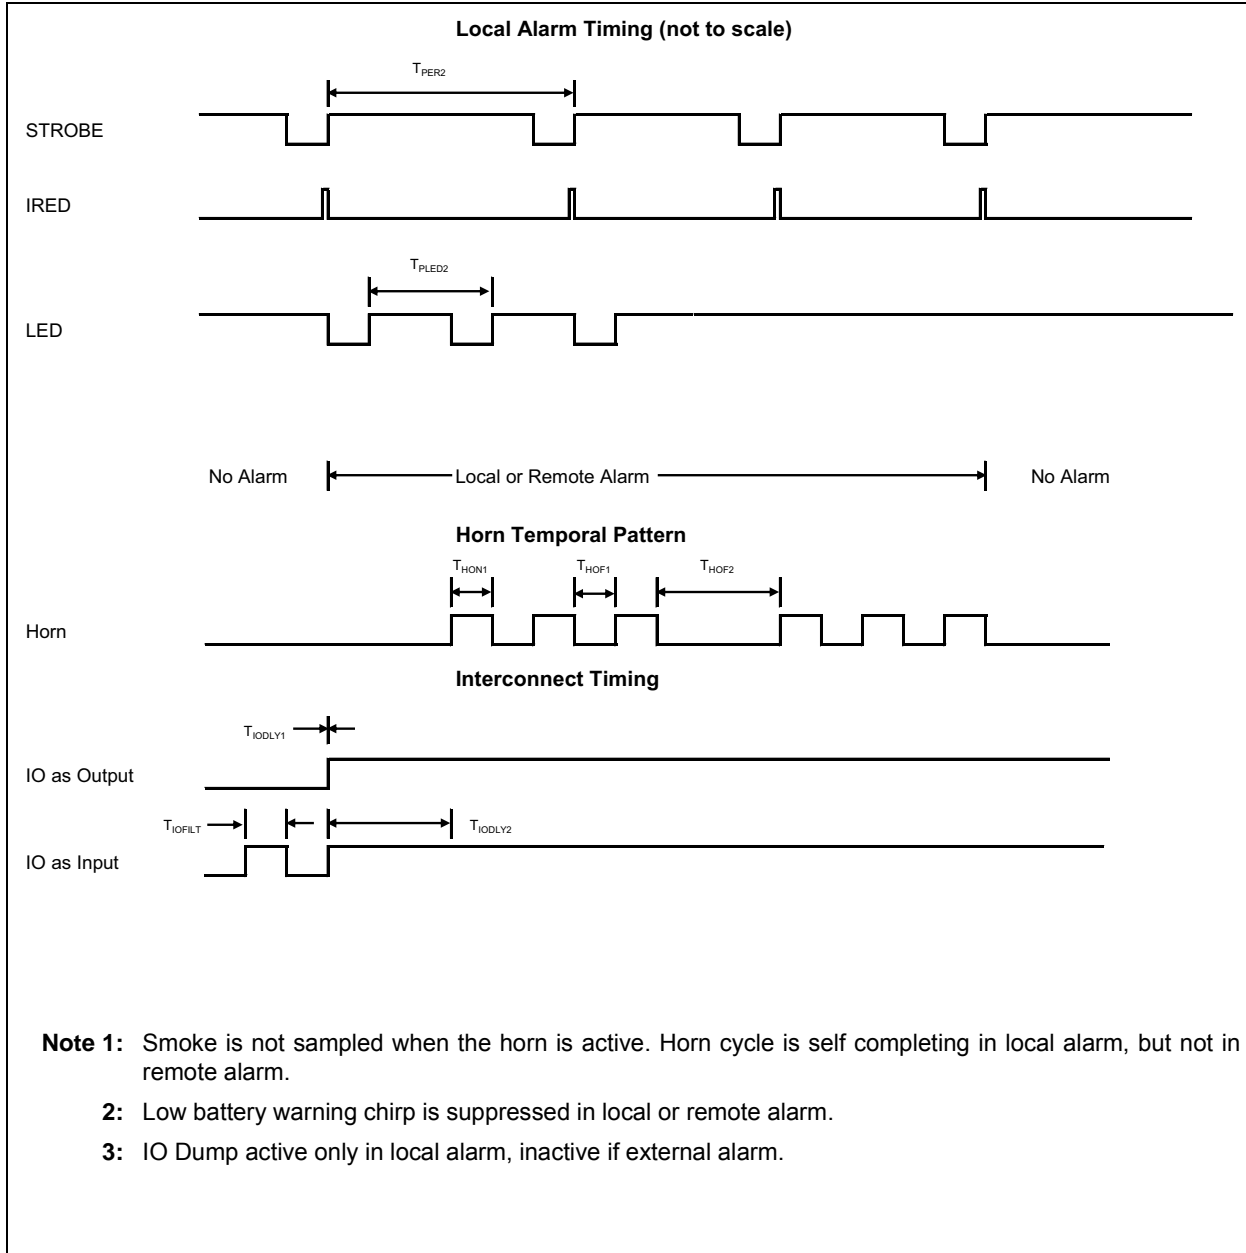 Local Alarm Timing (not to scale)
TPER2
STROBE
IRED
TPLED2
LED
No Alarm
Local or Remote Alarm
No Alarm
Horn Temporal Pattern
THON1
THOF1
THOF2
Horn
Interconnect Timing
TIODLY1
IO as Output
TIOFILT
TIODLY2
IO as Input
Note 1: Smoke is not sampled when the horn is active. Horn cycle is self completing in local alarm, but not in
remote alarm.
2: Low battery warning chirp is suppressed in local or remote alarm.
3: IO Dump active only in local alarm, inactive if external alarm.